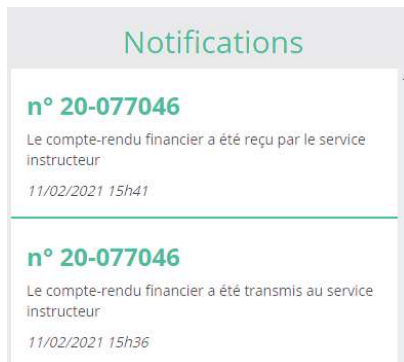 Notifications
n° 20-077046
Le compte-rendu financier a été reçu par le service
instructeur
11/02/2021 15h41
n° 20-077046
Le compte-rendu financier a été transmis au service
instructeur
11/02/2021 15h36